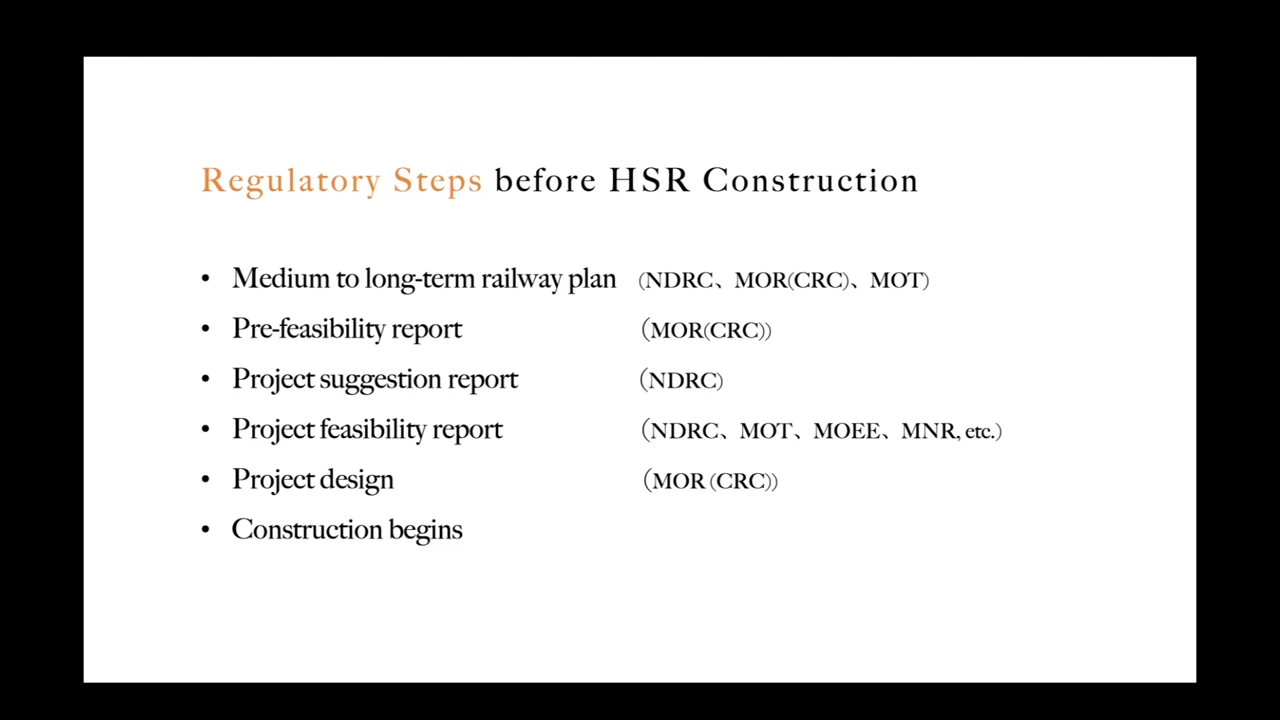 Regulatory Steps before HSR Construction
• Medium to long-term railway plan (NDRC、MOR(CRC)、MOT)
• Pre-feasibility report (MOR(CRC))
• Project suggestion report (NDRC)
• Project feasibility report (NDRC、MOT、MOEE、MNR, etc.)
• Project design (MOR (CRC))
• Construction begins